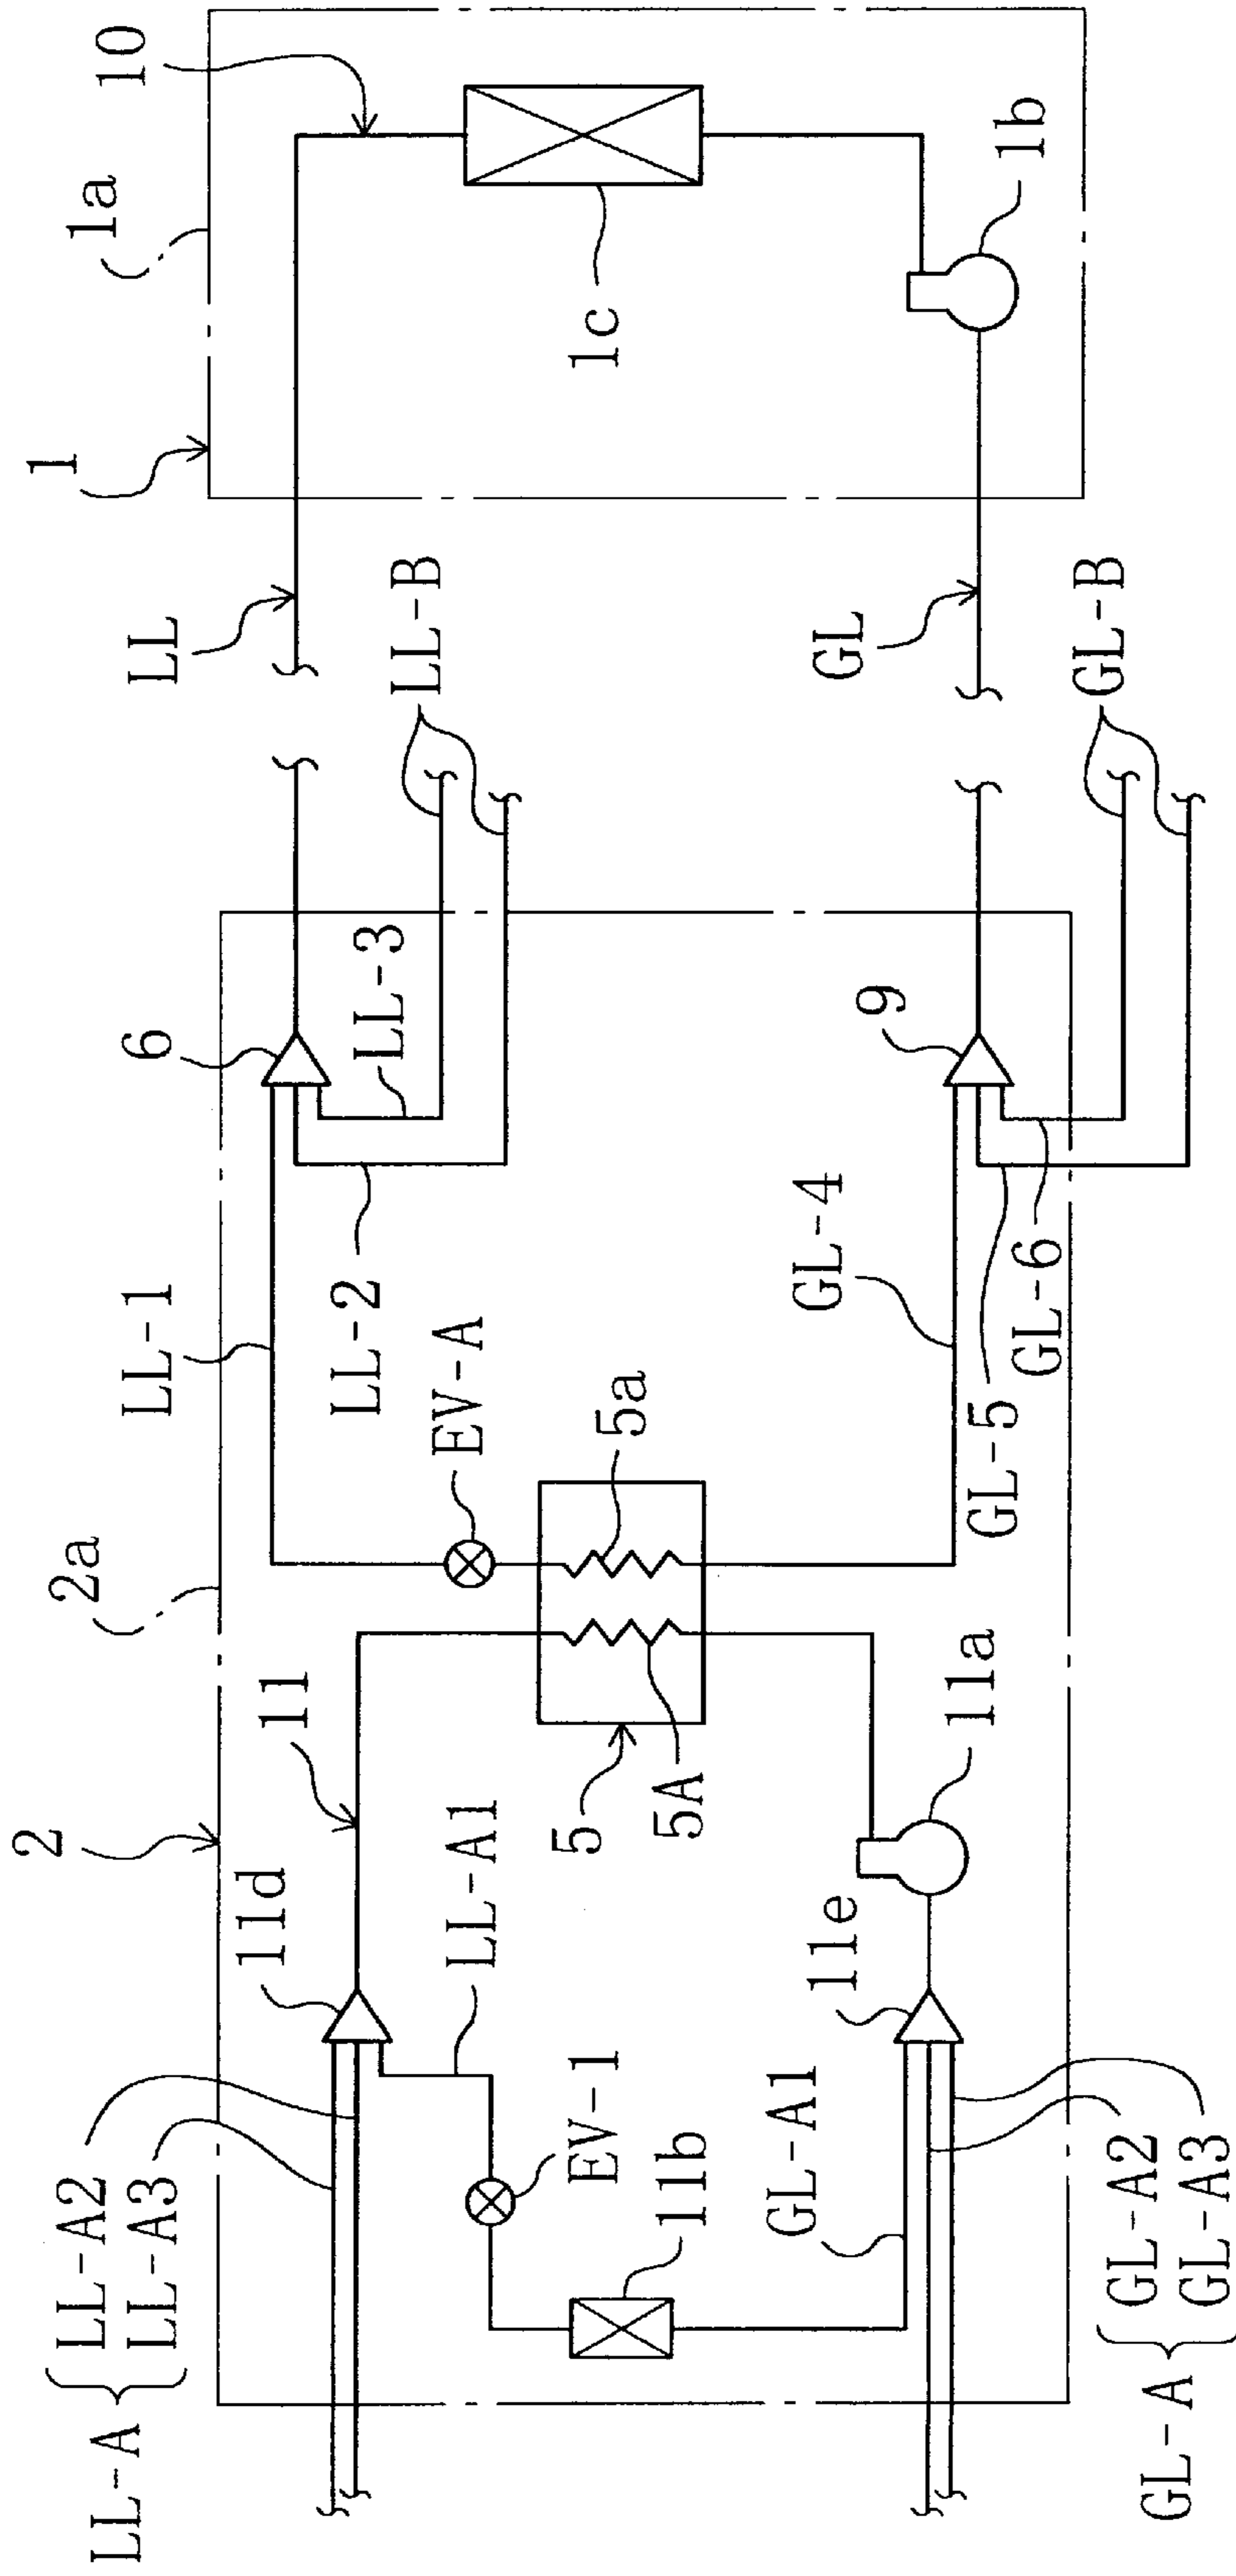 10
1a
1
1c
1b
LL
LL-B
GL
GL-B
6
LL-3
9
LL-1
LL-2
EV-A
GL-4
GL-6
GL-5
2a
5a
11
5
5A
11a
2
11d
LL-A1
11e
EV-1
11b
GL-A1
LL-A2
LL-A3
LL-A
GL-A2
GL-A3
GL-A